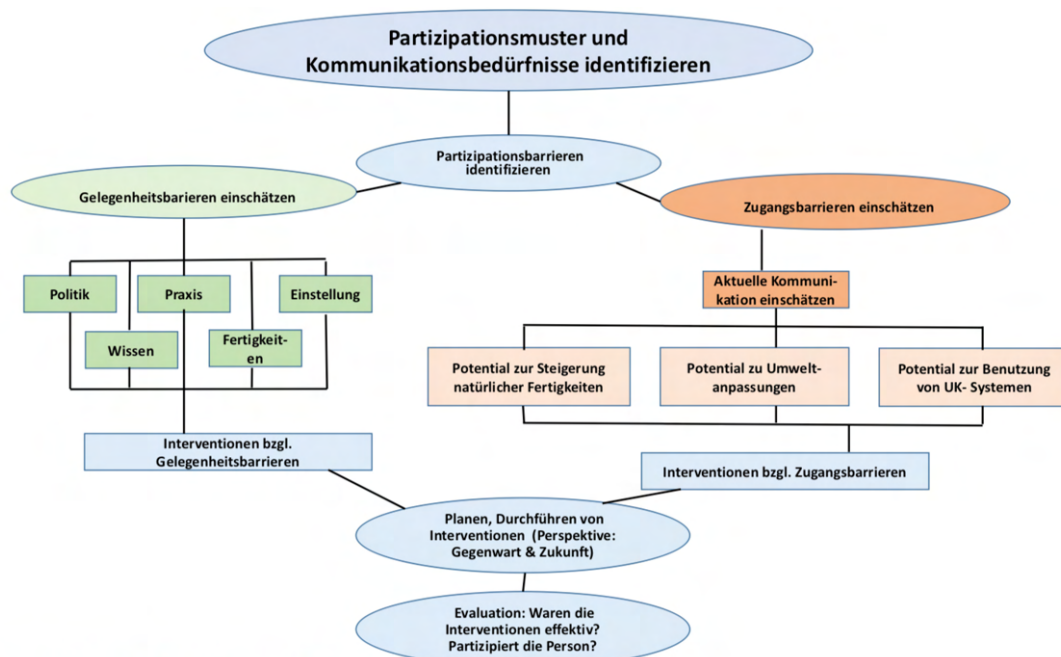 Partizipationsmuster und
Kommunikationsbedürfnisse identifizieren
Partizipationsbarrieren
identifizieren
Gelegenheitsbarieren einschätzen
Zugangsbarrieren einschätzen
Politik
Praxis
Einstellung
Wissen
Fertigkeit-
en
Aktuelle Kommuni-
kation einschätzen
Potential zur Steigerung
natürlicher Fertigkeiten
Potential zu Umwelt-
anpassungen
Potential zur Benutzung
von UK- Systemen
Interventionen bzgl.
Gelegenheitsbarrieren
Interventionen bzgl. Zugangsbarrieren
Planen, Durchführen von
Interventionen (Perspektive:
Gegenwart & Zukunft)
Evaluation: Waren die
Interventionen effektiv?
Partizipiert die Person?